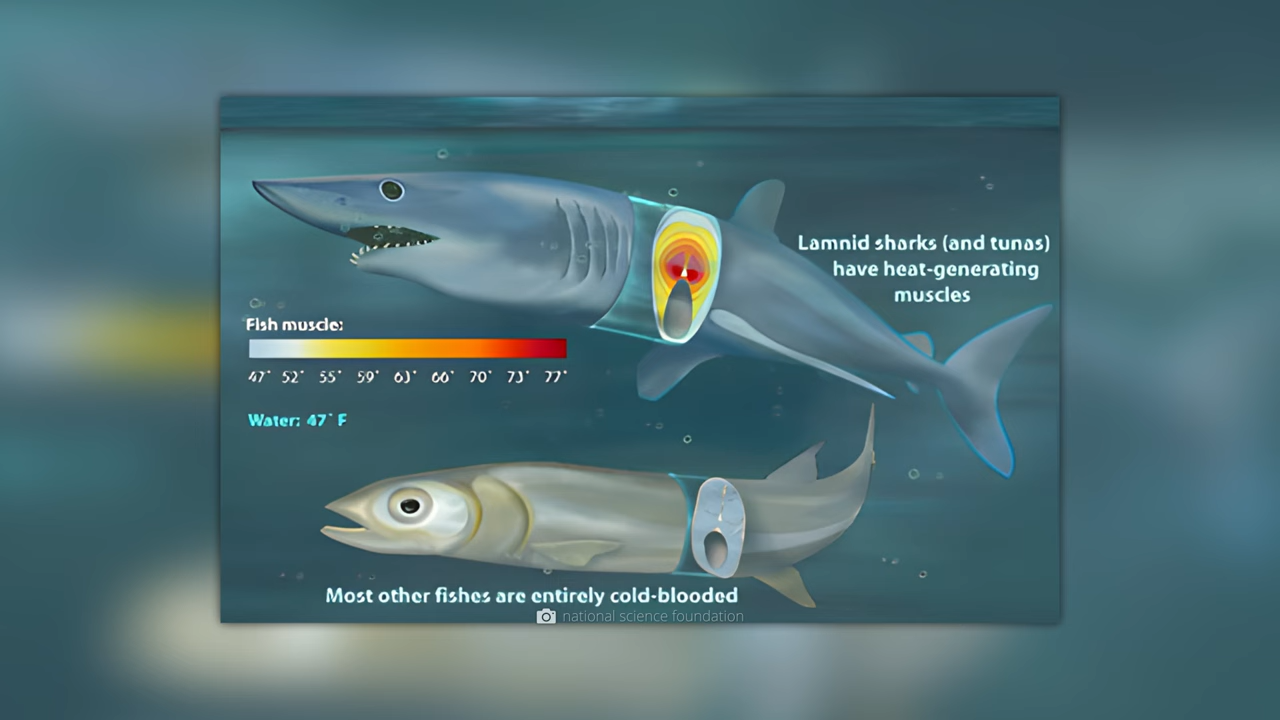 Lamnid sharks (and tunas)
have heat-generating
muscles
Fish muscle:
47° 52° 55° 59° 63° 66° 70° 73° 77°
Water: 47° F
Most other fishes are entirely cold-blooded
national science foundation